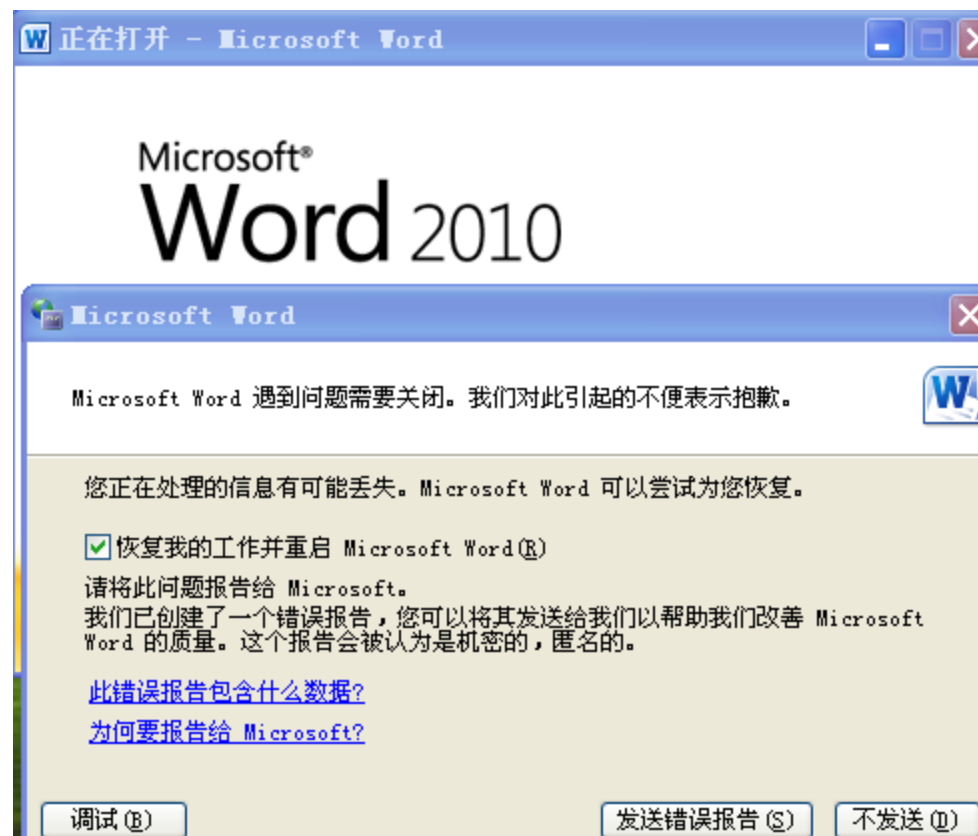 正在打开 - Microsoft Word
Microsoft®
Word 2010
Microsoft Word
Microsoft Word 遇到问题需要关闭。我们对此引起的不便表示抱歉。
您正在处理的信息有可能丢失。Microsoft Word 可以尝试为您恢复。
恢复我的工作并重启 Microsoft Word(R)
请将此问题报告给 Microsoft。
我们已创建了一个错误报告，您可以将其发送给我们以帮助我们改善 Microsoft
Word 的质量。这个报告会被认为是机密的，匿名的。
此错误报告包含什么数据?
为何要报告给 Microsoft?
调试(B) 发送错误报告(S) 不发送(D)